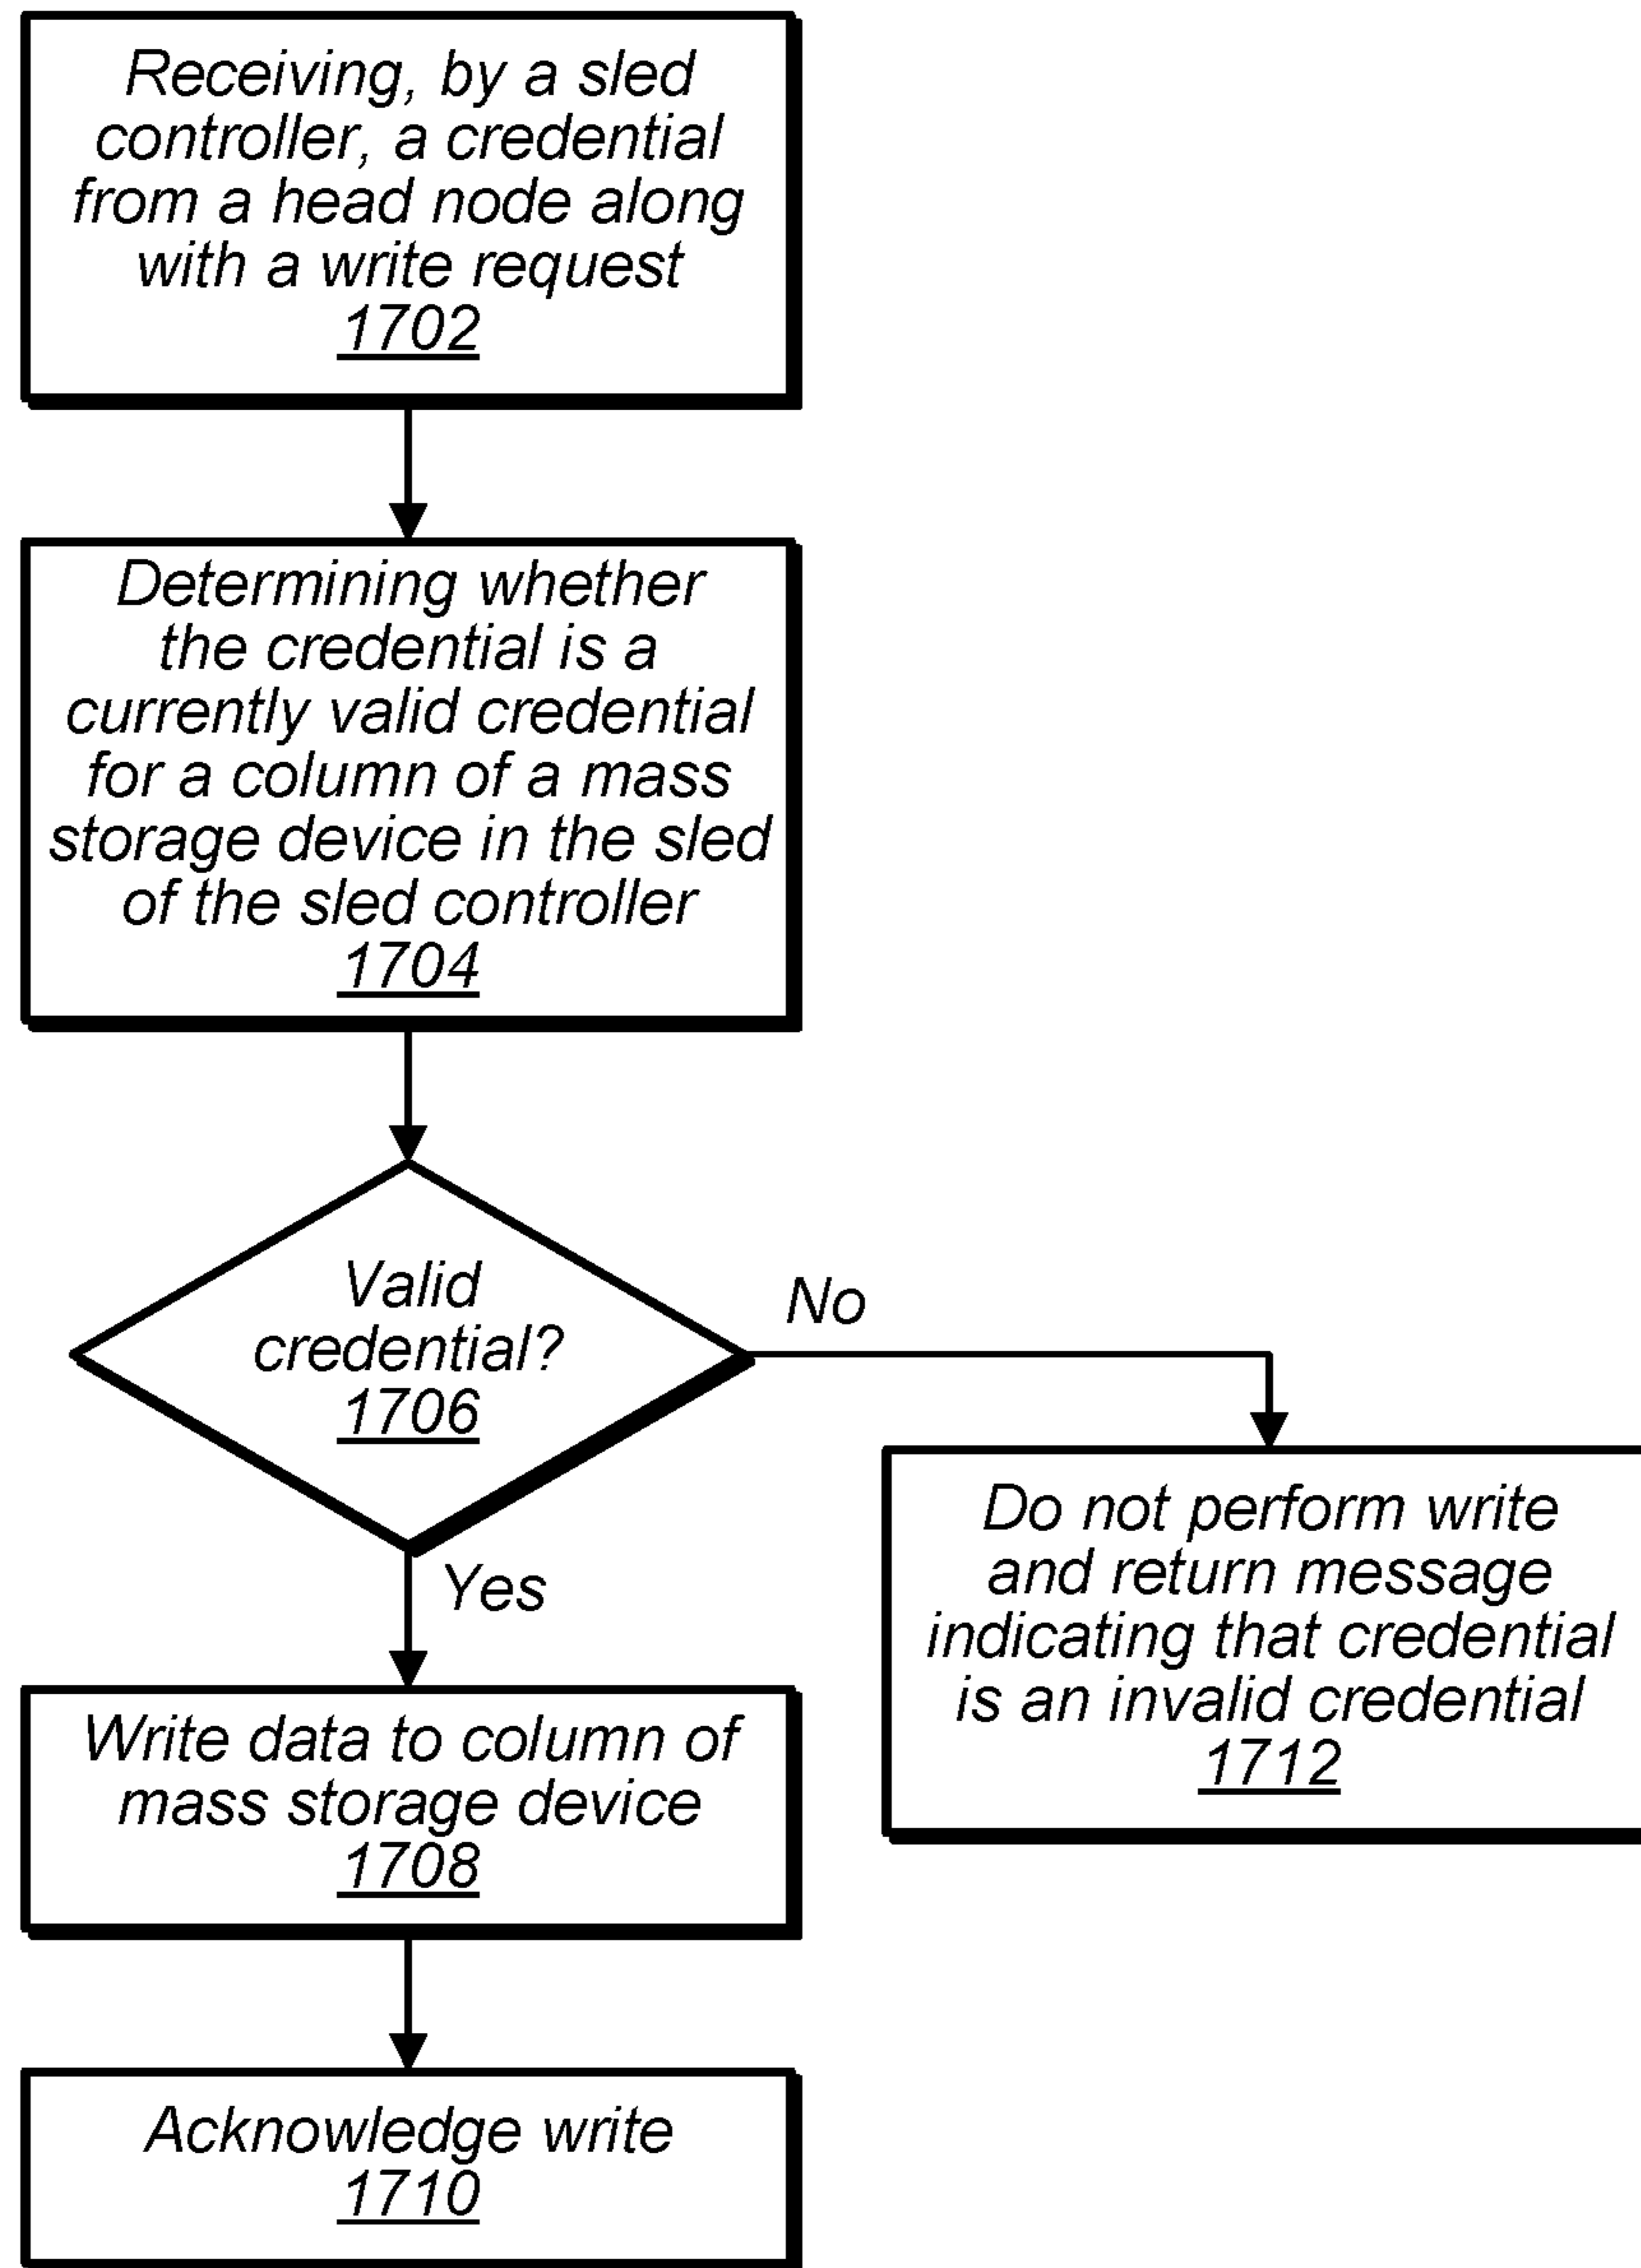 Receiving, by a sled
controller, a credential
from a head node along
with a write request
1702
Determining whether
the credential is a
currently valid credential
for a column of a mass
storage device in the sled
of the sled controller
1704
Valid
credential?
1706
No
Yes
Do not perform write
and return message
indicating that credential
is an invalid credential
1712
Write data to column of
mass storage device
1708
Acknowledge write
1710